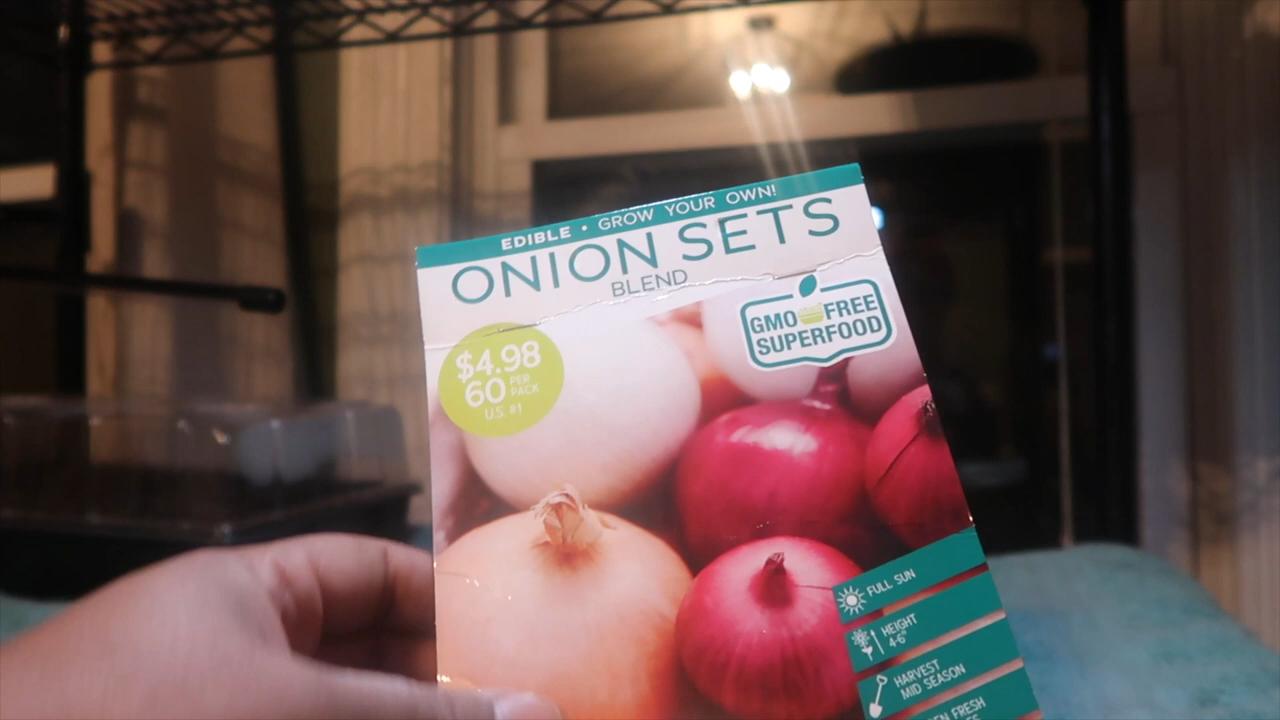 EDIBLE • GROW YOUR OWN!
ONION SETS
BLEND
GMO FREE
SUPERFOOD
$4.98
60 PER PACK
U.S. #1
FULL SUN
HEIGHT
4-6"
HARVEST
MID SEASON
FRESH